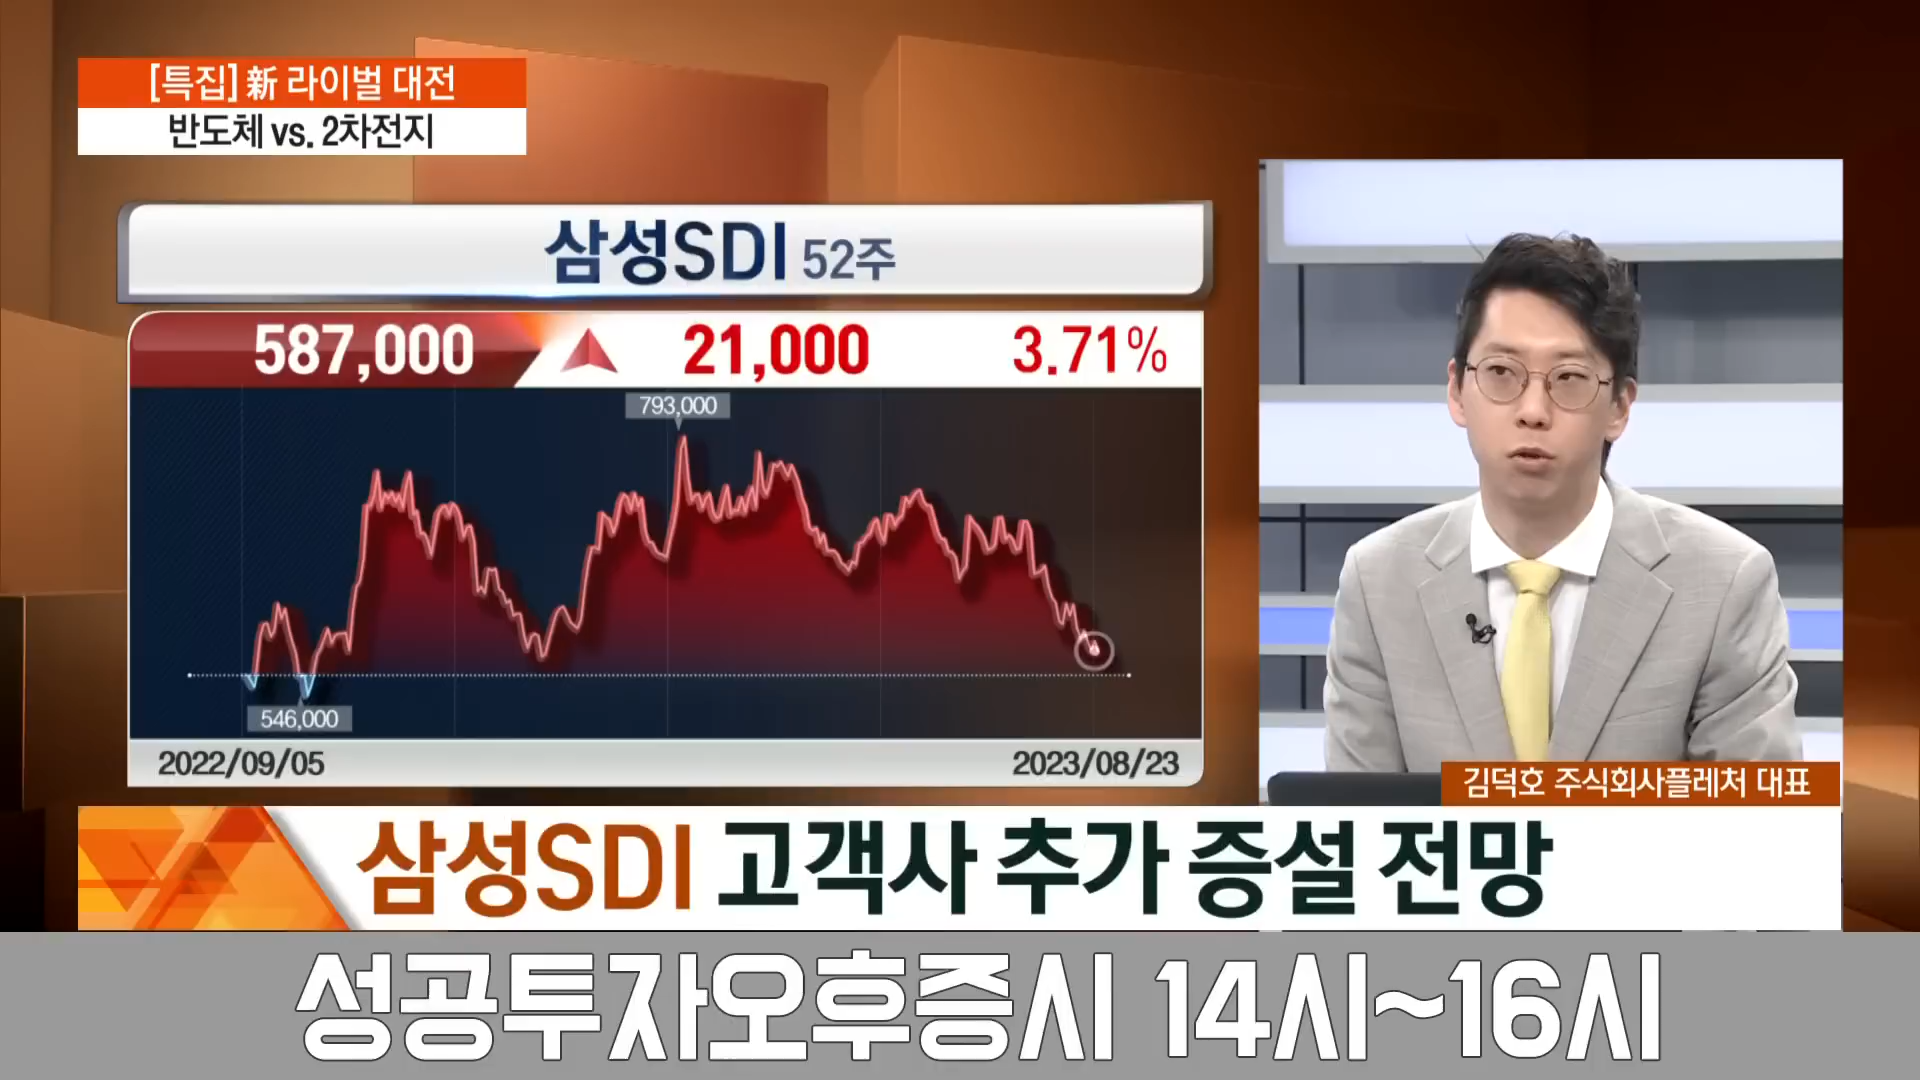 [특집] 新 라이벌 대전
반도체 vs. 2차전지
삼성SDI 52주
587,000 ▲ 21,000 3.71%
793,000
546,000
2022/09/05 2023/08/23
김덕호 주식회사플레처 대표
삼성SDI 고객사 추가 증설 전망
성공투자오후증시 14시~16시